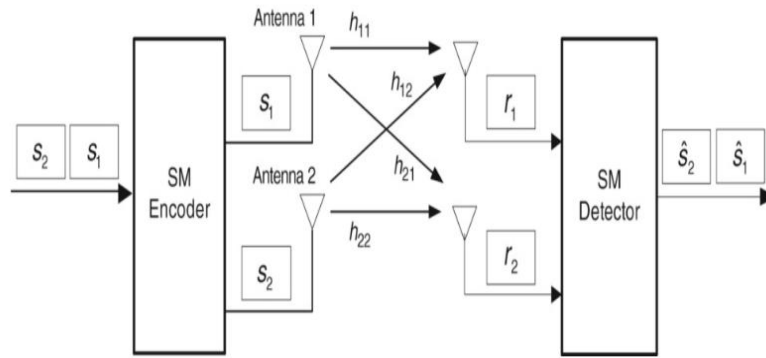 Antenna 1
h₁₁
h₁₂
s₁
r₁
s₂ s₁
ŝ₂ ŝ₁
SM
Encoder
Antenna 2
h₂₁
SM
Detector
h₂₂
s₂
r₂